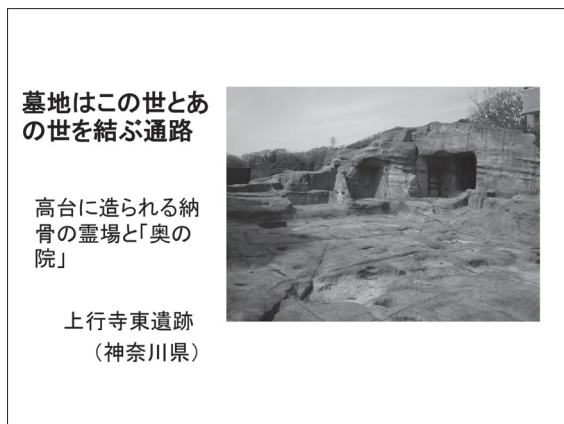 墓地はこの世とあ
の世を結ぶ通路
高台に造られる納
骨の霊場と「奥の
院」
上行寺東遺跡
（神奈川県）